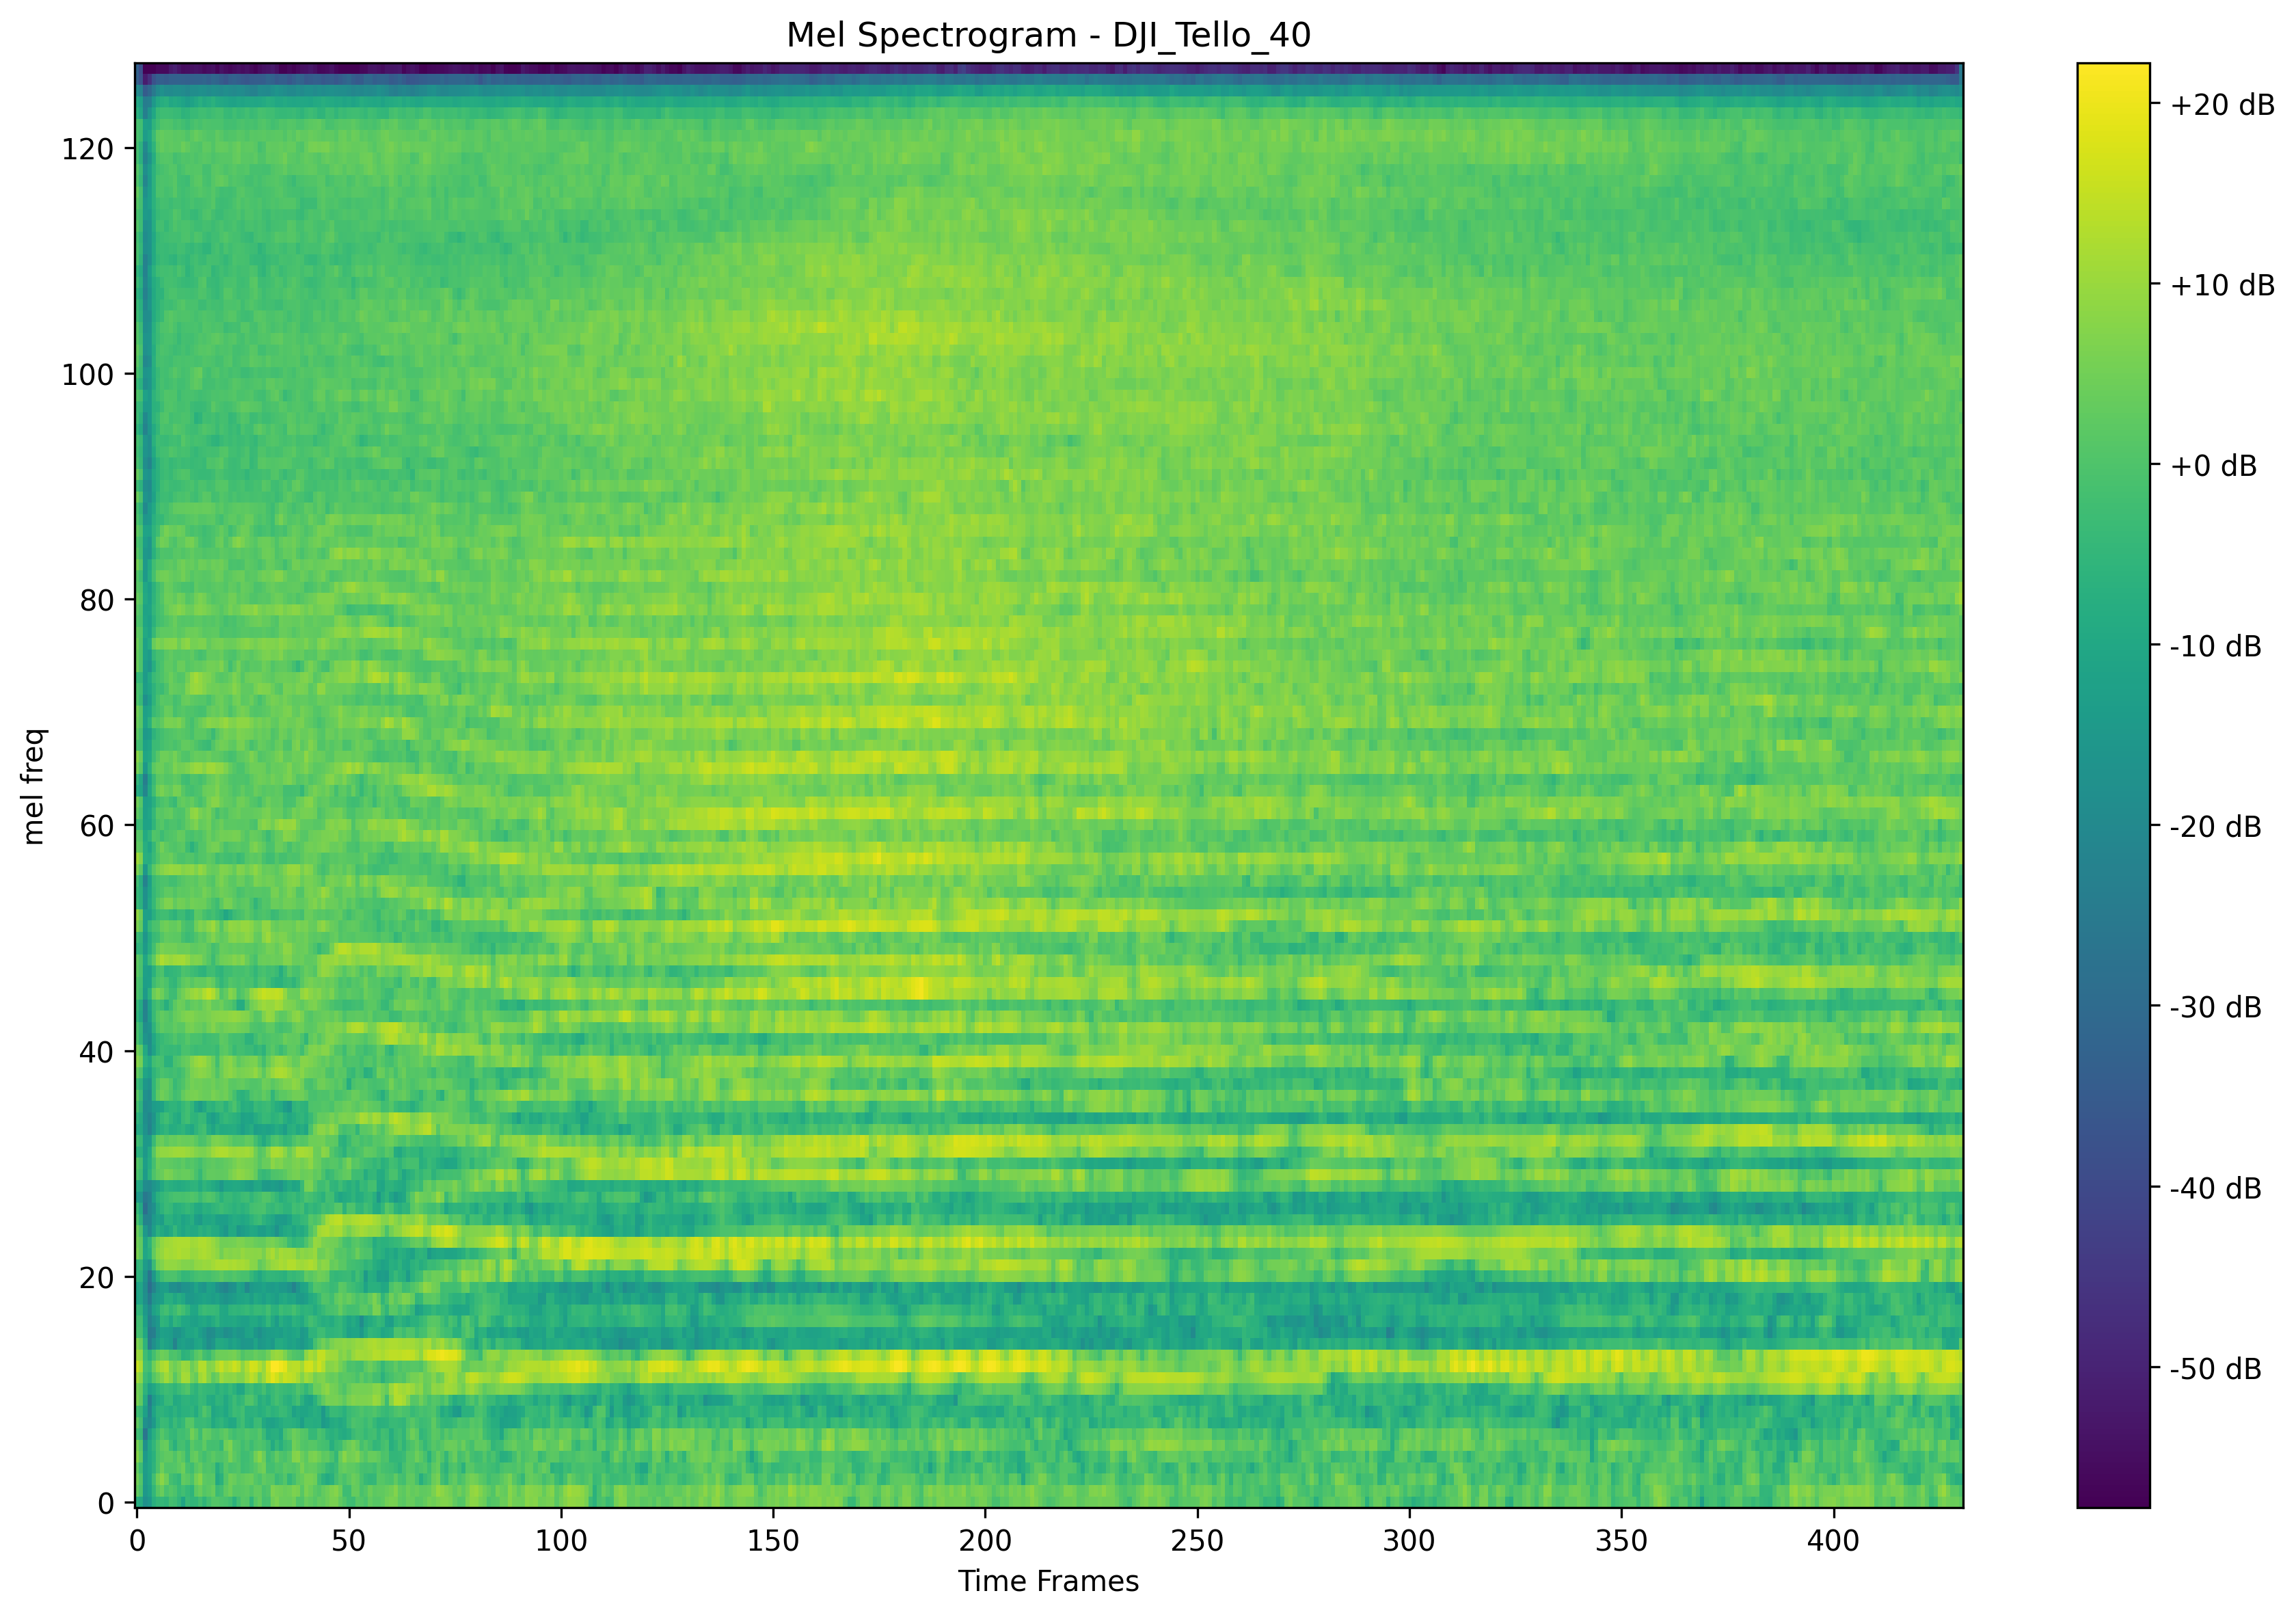 Mel Spectrogram - DJI_Tello_40
mel freq
120
100
80
60
40
20
0
0 50 100 150 200 250 300 350 400
Time Frames
+20 dB
+10 dB
+0 dB
-10 dB
-20 dB
-30 dB
-40 dB
-50 dB